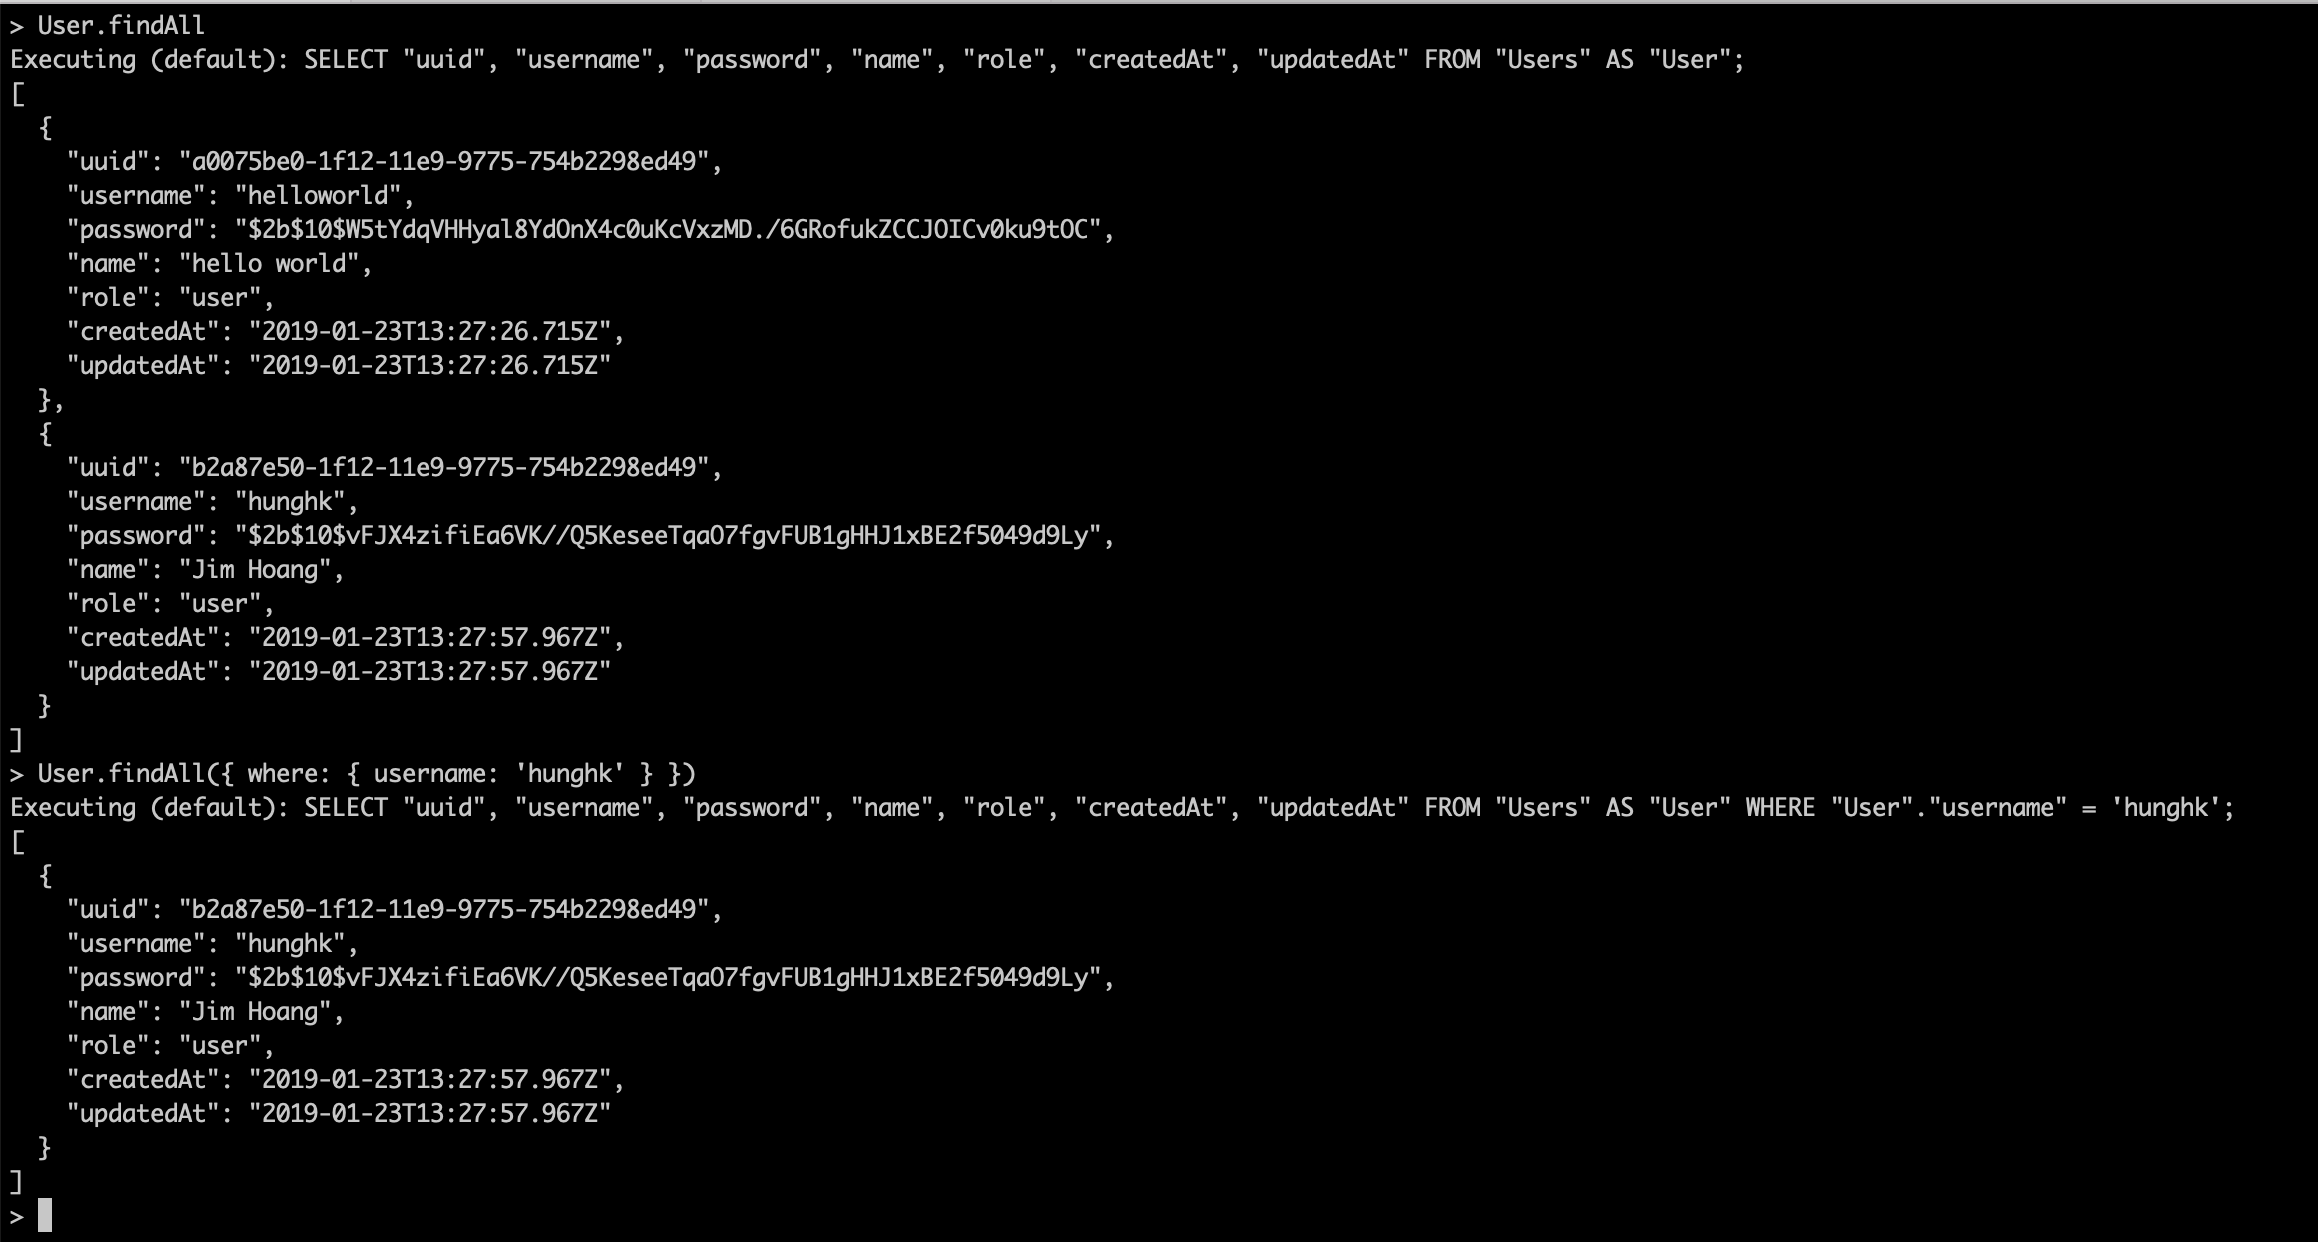 > User.findAll
Executing (default): SELECT "uuid", "username", "password", "name", "role", "createdAt", "updatedAt" FROM "Users" AS "User";
[
  {
    "uuid": "a0075be0-1f12-11e9-9775-754b2298ed49",
    "username": "helloworld",
    "password": "$2b$10$W5tYdqVHHyal8YdOnX4c0uKcVxzMD./6GRofukZCCJOICv0ku9tOC",
    "name": "hello world",
    "role": "user",
    "createdAt": "2019-01-23T13:27:26.715Z",
    "updatedAt": "2019-01-23T13:27:26.715Z"
  },
  {
    "uuid": "b2a87e50-1f12-11e9-9775-754b2298ed49",
    "username": "hunghk",
    "password": "$2b$10$vFJX4zifiEa6VK//Q5KeseeTqaO7fgvFUB1gHHJ1xBE2f5049d9Ly",
    "name": "Jim Hoang",
    "role": "user",
    "createdAt": "2019-01-23T13:27:57.967Z",
    "updatedAt": "2019-01-23T13:27:57.967Z"
  }
]
> User.findAll({ where: { username: 'hunghk' } })
Executing (default): SELECT "uuid", "username", "password", "name", "role", "createdAt", "updatedAt" FROM "Users" AS "User" WHERE "User"."username" = 'hunghk';
[
  {
    "uuid": "b2a87e50-1f12-11e9-9775-754b2298ed49",
    "username": "hunghk",
    "password": "$2b$10$vFJX4zifiEa6VK//Q5KeseeTqaO7fgvFUB1gHHJ1xBE2f5049d9Ly",
    "name": "Jim Hoang",
    "role": "user",
    "createdAt": "2019-01-23T13:27:57.967Z",
    "updatedAt": "2019-01-23T13:27:57.967Z"
  }
]
>